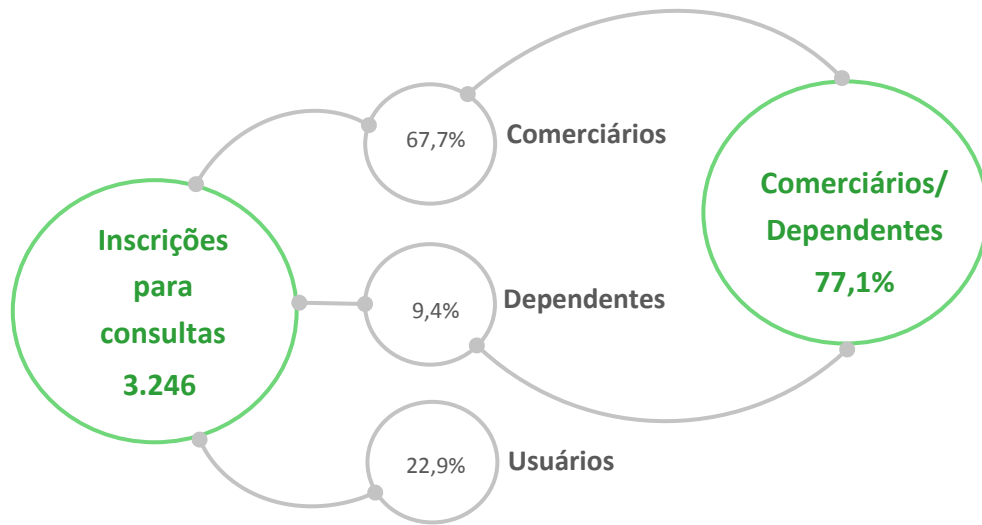 Inscrições
para
consultas
3.246
67,7%
Comerciários
9,4%
Dependentes
22,9%
Usuários
Comerciários/
Dependentes
77,1%